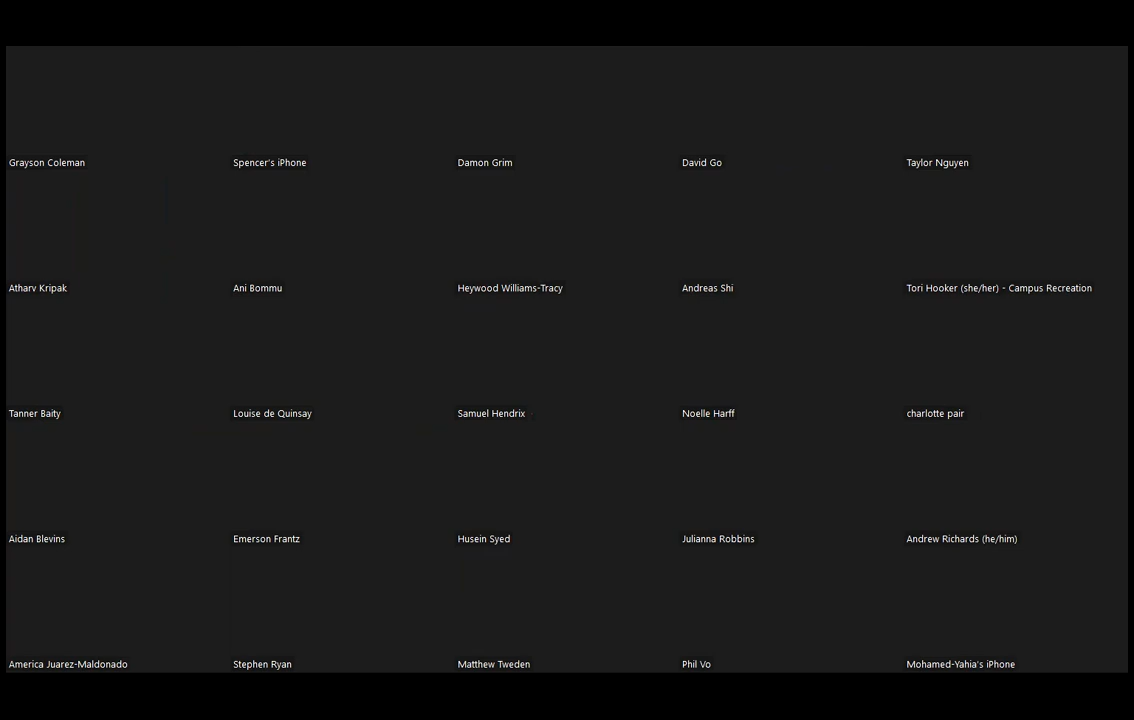 Grayson Coleman
Spencer's iPhone
Damon Grim
David Go
Taylor Nguyen
Atharv Kripak
Ani Bommu
Heywood Williams-Tracy
Andreas Shi
Tori Hooker (she/her) - Campus Recreation
Tanner Baity
Louise de Quinsay
Samuel Hendrix
Noelle Harff
charlotte pair
Aidan Blevins
Emerson Frantz
Husein Syed
Julianna Robbins
Andrew Richards (he/him)
America Juarez-Maldonado
Stephen Ryan
Matthew Tweden
Phil Vo
Mohamed-Yahia's iPhone